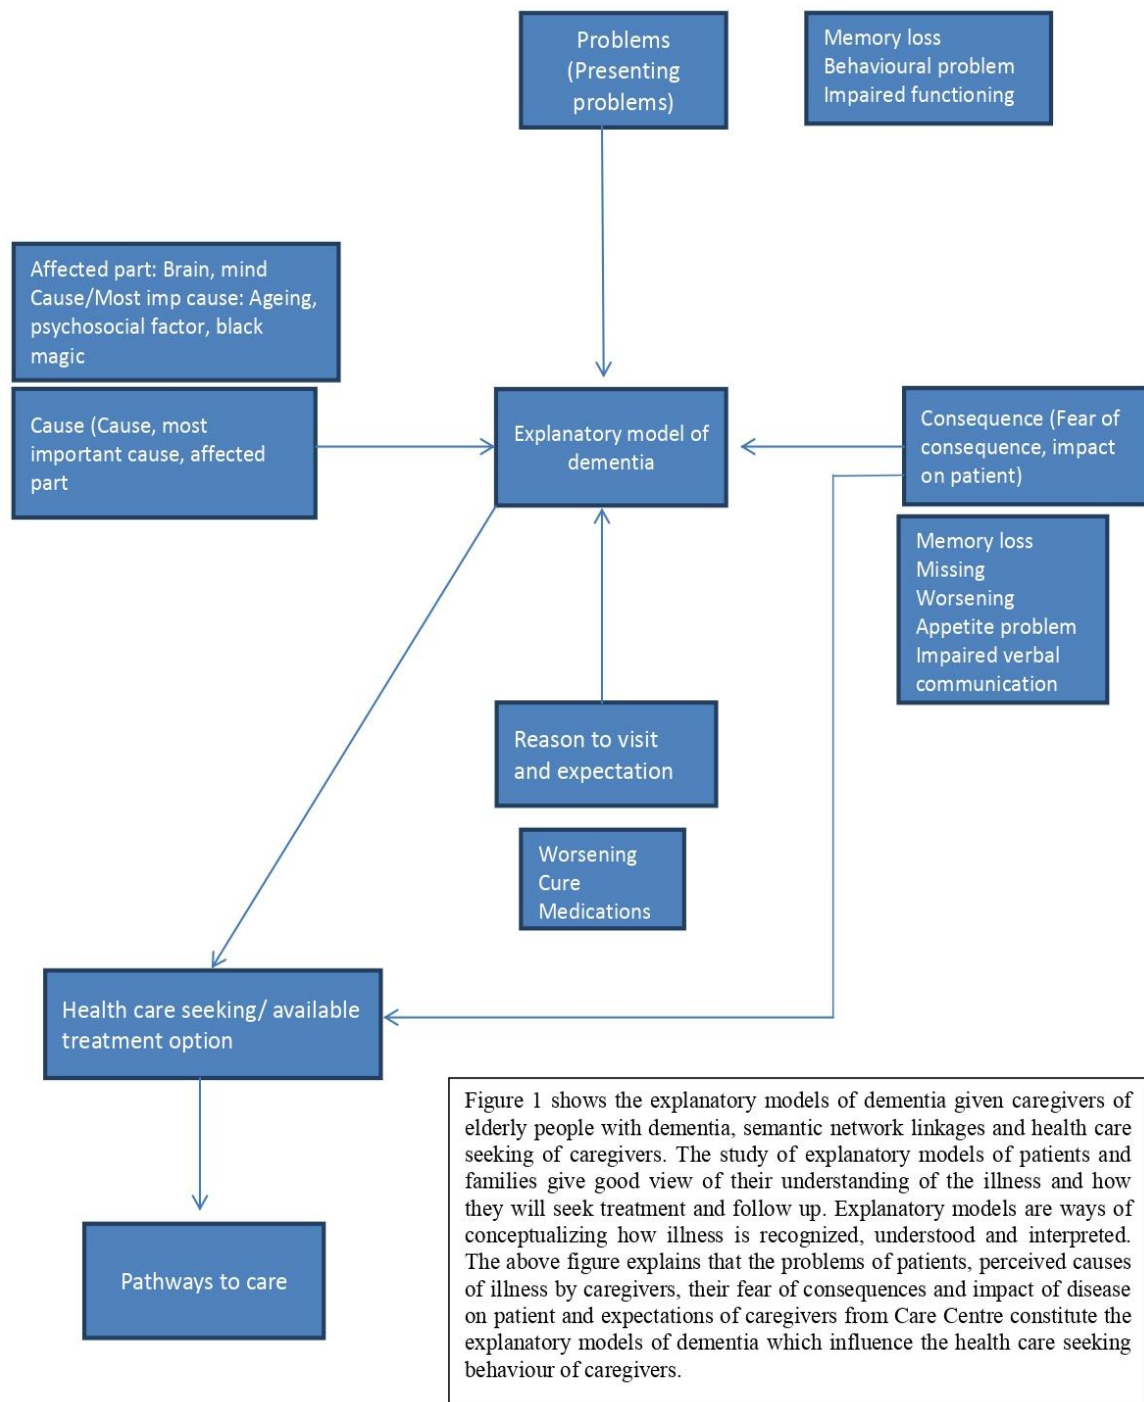 Problems
(Presenting
problems)
Memory loss
Behavioural problem
Impaired functioning
Affected part: Brain, mind
Cause/Most imp cause: Ageing,
psychosocial factor, black
magic
Cause (Cause, most
important cause, affected
part
Explanatory model of
dementia
Consequence (Fear of
consequence, impact
on patient)
Memory loss
Missing
Worsening
Appetite problem
Impaired verbal
communication
Reason to visit
and expectation
Worsening
Cure
Medications
Health care seeking/ available
treatment option
Pathways to care
Figure 1 shows the explanatory models of dementia given caregivers of
elderly people with dementia, semantic network linkages and health care
seeking of caregivers. The study of explanatory models of patients and
families give good view of their understanding of the illness and how
they will seek treatment and follow up. Explanatory models are ways of
conceptualizing how illness is recognized, understood and interpreted.
The above figure explains that the problems of patients, perceived causes
of illness by caregivers, their fear of consequences and impact of disease
on patient and expectations of caregivers from Care Centre constitute the
explanatory models of dementia which influence the health care seeking
behaviour of caregivers.